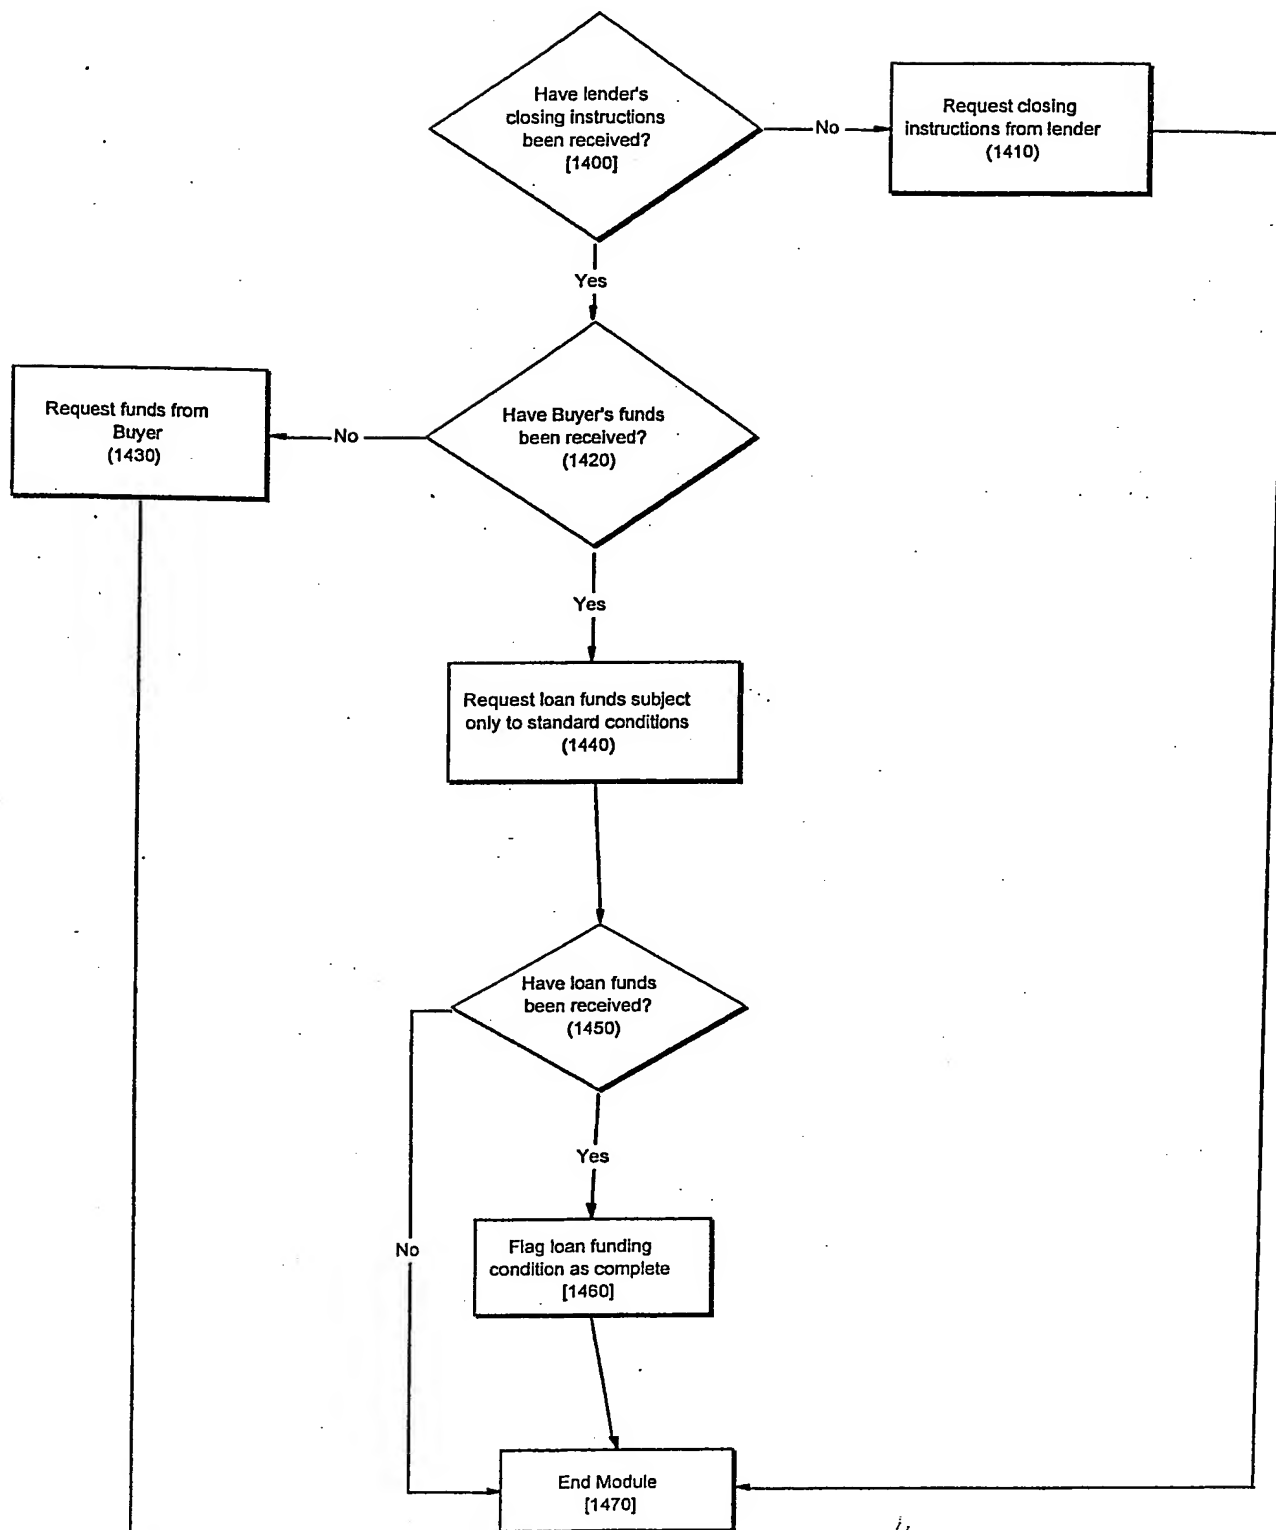 Have lender's
closing instructions
been received?
[1400]
No
Request closing
instructions from lender
(1410)
Yes
Request funds from
Buyer
(1430)
No
Have Buyer's funds
been received?
(1420)
Yes
Request loan funds subject
only to standard conditions
(1440)
Have loan funds
been received?
(1450)
Yes
No
Flag loan funding
condition as complete
[1460]
End Module
[1470]